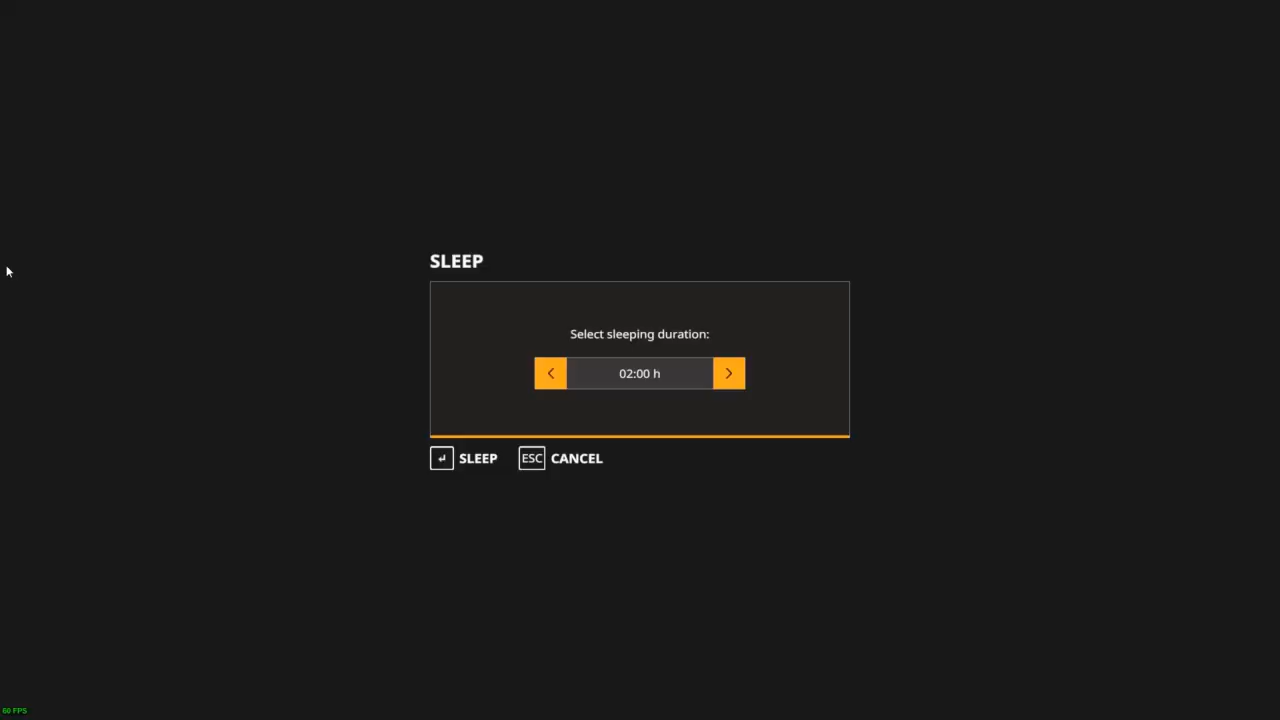 SLEEP
Select sleeping duration:
02:00 h
↵ SLEEP ESC CANCEL
60 FPS